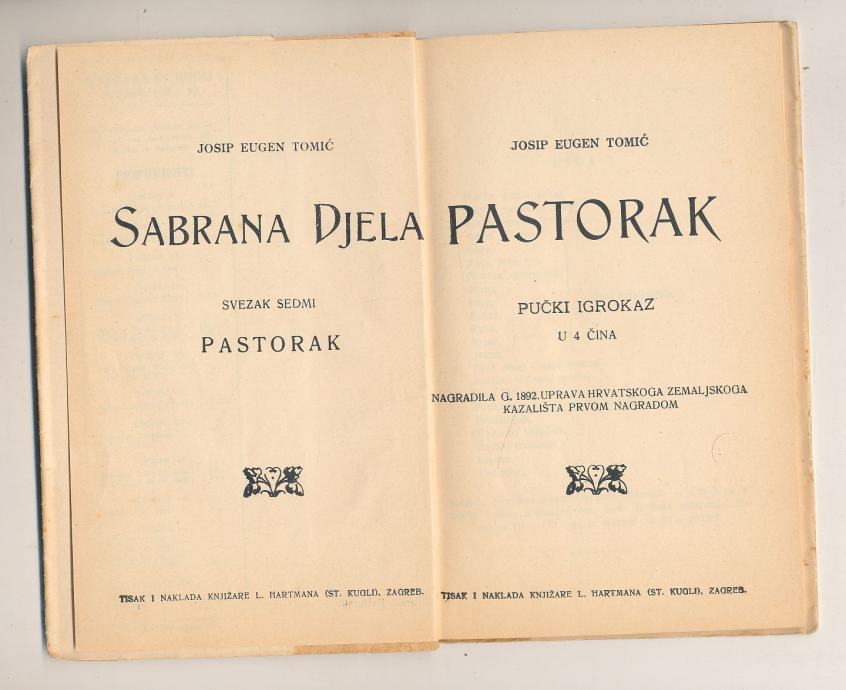 JOSIP EUGEN TOMIĆ
SABRANA DJELA
SVEZAK SEDMI
PASTORAK
TISAK I NAKLADA KNJIŽARE L. HARTMANA (ST. KUGLI), ZAGREB.
JOSIP EUGEN TOMIĆ
PASTORAK
PUČKI IGROKAZ
U 4 ČINA
NAGRADILA G. 1892. UPRAVA HRVATSKOGA ZEMALJSKOGA
KAZALIŠTA PRVOM NAGRADOM
TISAK I NAKLADA KNJIŽARE L. HARTMANA (ST. KUGLI), ZAGREB.